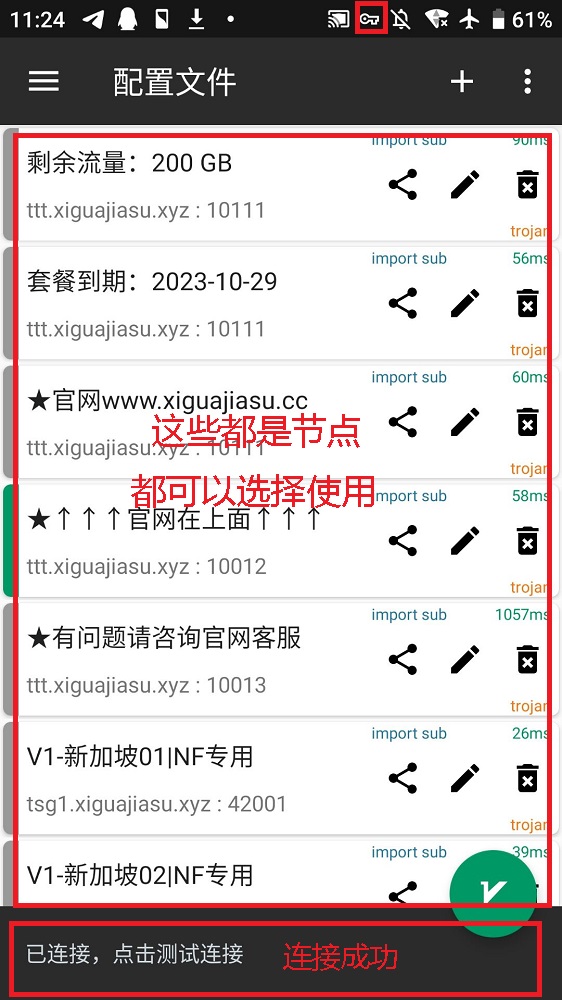 11:24
61%
配置文件
import sub
90ms
剩余流量：200 GB
ttt.xiguajiasu.xyz : 10111
trojan
import sub
56ms
套餐到期：2023-10-29
ttt.xiguajiasu.xyz : 10111
trojan
import sub
60ms
★官网www.xiguajiasu.cc
这些都是节点
ttt.xiguajiasu.xyz : 10111
trojan
都可以选择使用
import sub
58ms
★↑↑↑官网在上面↑↑↑
ttt.xiguajiasu.xyz : 10012
trojan
import sub
1057ms
★有问题请咨询官网客服
ttt.xiguajiasu.xyz : 10013
trojan
import sub
26ms
V1-新加坡01|NF专用
tsg1.xiguajiasu.xyz : 42001
trojan
import sub
39ms
V1-新加坡02|NF专用
已连接，点击测试连接
连接成功